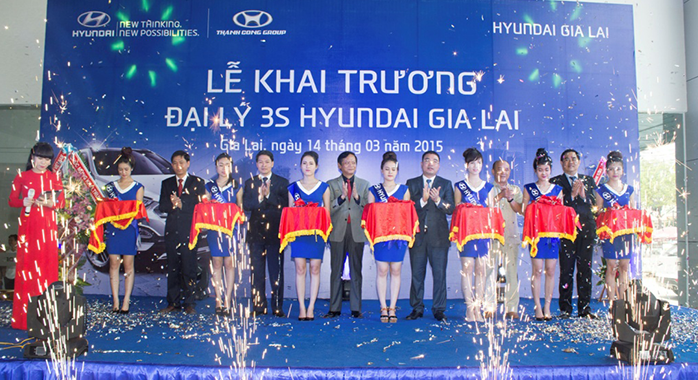 HYUNDAI
NEW THINKING.
NEW POSSIBILITIES.
THANH CONG GROUP
HYUNDAI GIA LAI
LỄ KHAI TRƯƠNG
ĐẠI LÝ 3S HYUNDAI GIA LAI
Gia Lai, ngày 14 tháng 03 năm 2015